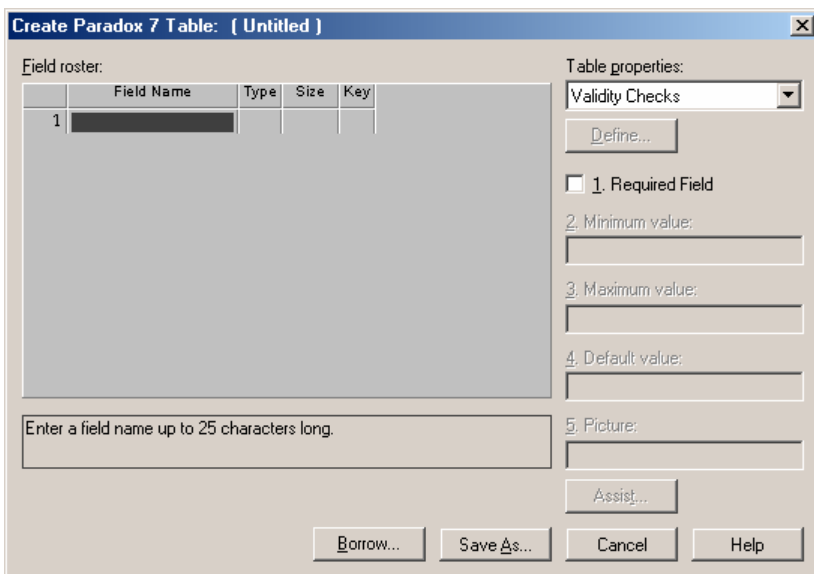 Create Paradox 7 Table: ( Untitled )
Field roster:
Field Name Type Size Key
1
Enter a field name up to 25 characters long.
Table properties:
Validity Checks
Define...
1. Required Field
2. Minimum value:
3. Maximum value:
4. Default value:
5. Picture:
Assist...
Borrow... Save As... Cancel Help